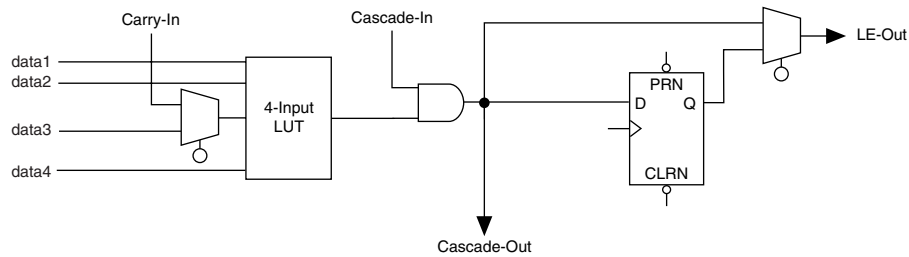 Carry-In
Cascade-In
LE-Out
data1
data2
data3
data4
4-Input
LUT
PRN
D
Q
CLRN
Cascade-Out